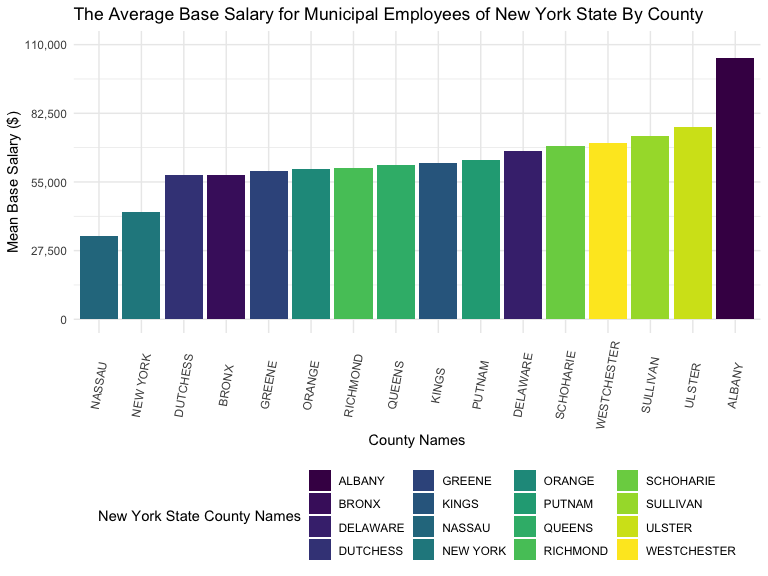 The Average Base Salary for Municipal Employees of New York State By County
110,000
82,500
55,000
27,500
0
Mean Base Salary ($)
NASSAU
NEW YORK
DUTCHESS
BRONX
GREENE
ORANGE
RICHMOND
QUEENS
KINGS
PUTNAM
DELAWARE
SCHOHARIE
WESTCHESTER
SULLIVAN
ULSTER
ALBANY
County Names
New York State County Names
ALBANY
BRONX
DELAWARE
DUTCHESS
GREENE
KINGS
NASSAU
NEW YORK
ORANGE
PUTNAM
QUEENS
RICHMOND
SCHOHARIE
SULLIVAN
ULSTER
WESTCHESTER